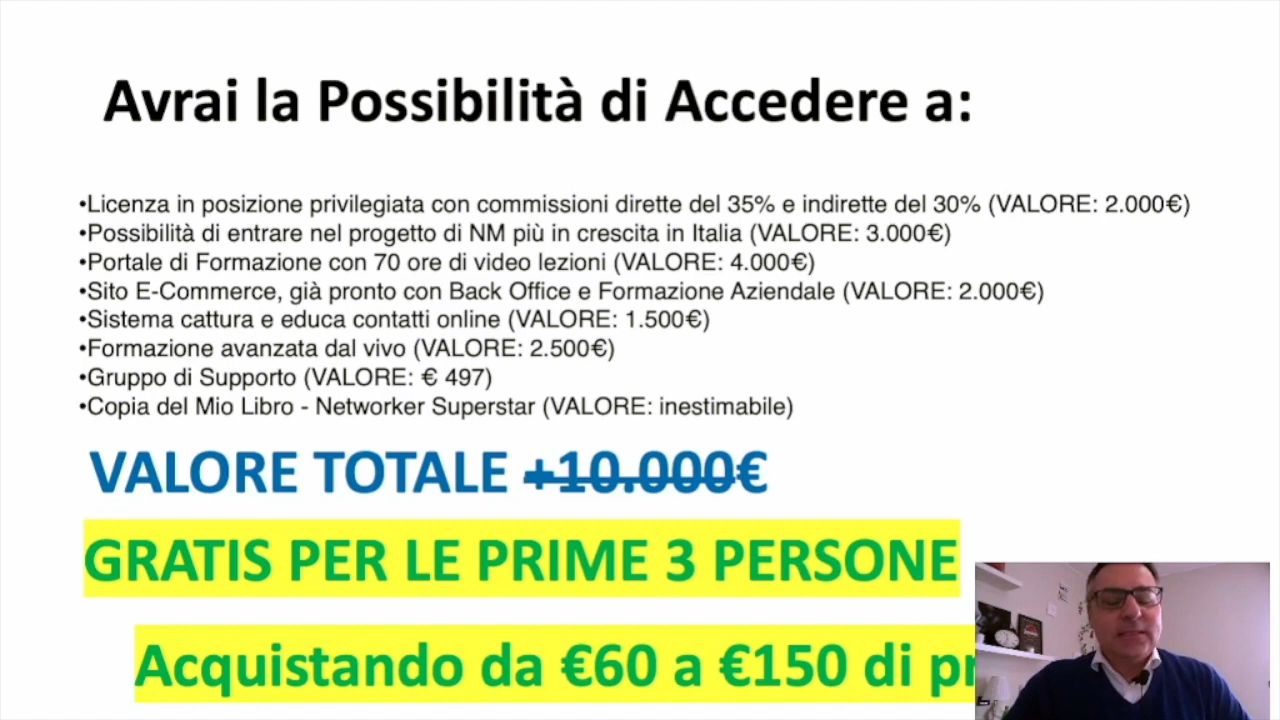 Avrai la Possibilità di Accedere a:
•Licenza in posizione privilegiata con commissioni dirette del 35% e indirette del 30% (VALORE: 2.000€)
•Possibilità di entrare nel progetto di NM più in crescita in Italia (VALORE: 3.000€)
•Portale di Formazione con 70 ore di video lezioni (VALORE: 4.000€)
•Sito E-Commerce, già pronto con Back Office e Formazione Aziendale (VALORE: 2.000€)
•Sistema cattura e educa contatti online (VALORE: 1.500€)
•Formazione avanzata dal vivo (VALORE: 2.500€)
•Gruppo di Supporto (VALORE: € 497)
•Copia del Mio Libro - Networker Superstar (VALORE: inestimabile)
VALORE TOTALE +10.000€
GRATIS PER LE PRIME 3 PERSONE
Acquistando da €60 a €150 di